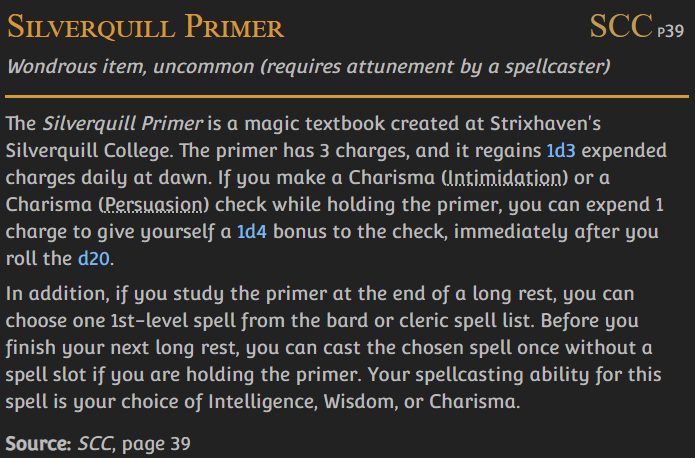 Silverquill Primer SCC P39
Wondrous item, uncommon (requires attunement by a spellcaster)
The Silverquill Primer is a magic textbook created at Strixhaven's
Silverquill College. The primer has 3 charges, and it regains 1d3 expended
charges daily at dawn. If you make a Charisma (Intimidation) or a
Charisma (Persuasion) check while holding the primer, you can expend 1
charge to give yourself a 1d4 bonus to the check, immediately after you
roll the d20.
In addition, if you study the primer at the end of a long rest, you can
choose one 1st-level spell from the bard or cleric spell list. Before you
finish your next long rest, you can cast the chosen spell once without a
spell slot if you are holding the primer. Your spellcasting ability for this
spell is your choice of Intelligence, Wisdom, or Charisma.
Source: SCC, page 39